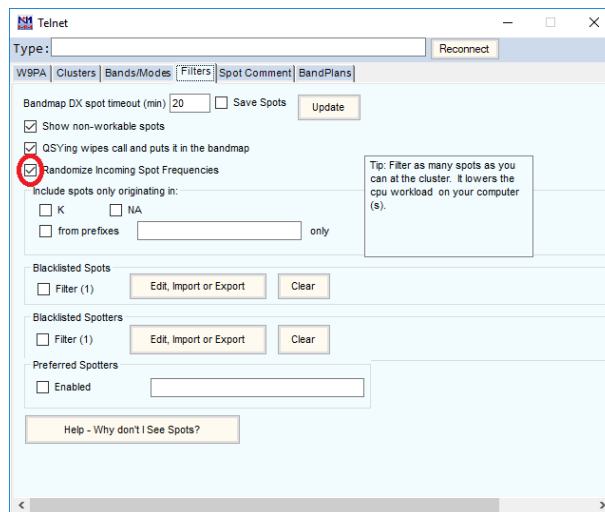 Telnet
Type:
Reconnect
W9PA Clusters Bands/Modes Filters Spot Comment BandPlans
Bandmap DX spot timeout (min) 20 Save Spots Update
Show non-workable spots
QSYing wipes call and puts it in the bandmap
Randomize Incoming Spot Frequencies
Tip: Filter as many spots as you
can at the cluster. It lowers the
cpu workload on your computer
(s).
Include spots only originating in:
K NA
from prefixes only
Blacklisted Spots
Filter (1) Edit, Import or Export Clear
Blacklisted Spotters
Filter (1) Edit, Import or Export Clear
Preferred Spotters
Enabled
Help - Why don't I See Spots?